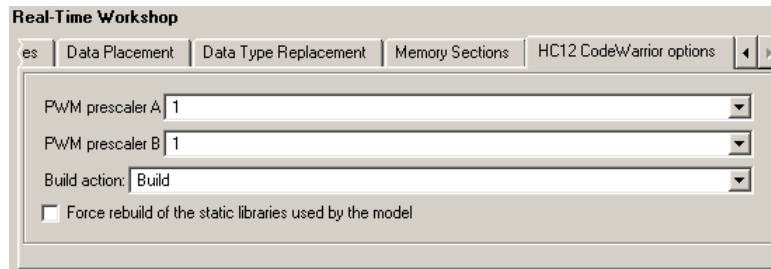 Real-Time Workshop
es Data Placement Data Type Replacement Memory Sections HC12 CodeWarrior options
PWM prescaler A 1
PWM prescaler B 1
Build action: Build
Force rebuild of the static libraries used by the model